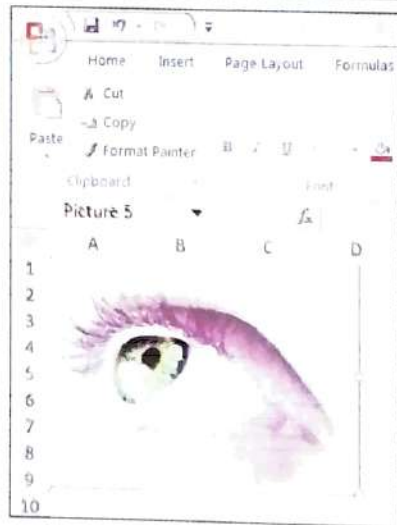 Home Insert Page Layout Formulas
Cut
Copy
Paste
Format Painter
B I U
Clipboard
Font
Picture 5
fx
A B C D
1
2
3
4
5
6
7
8
9
10